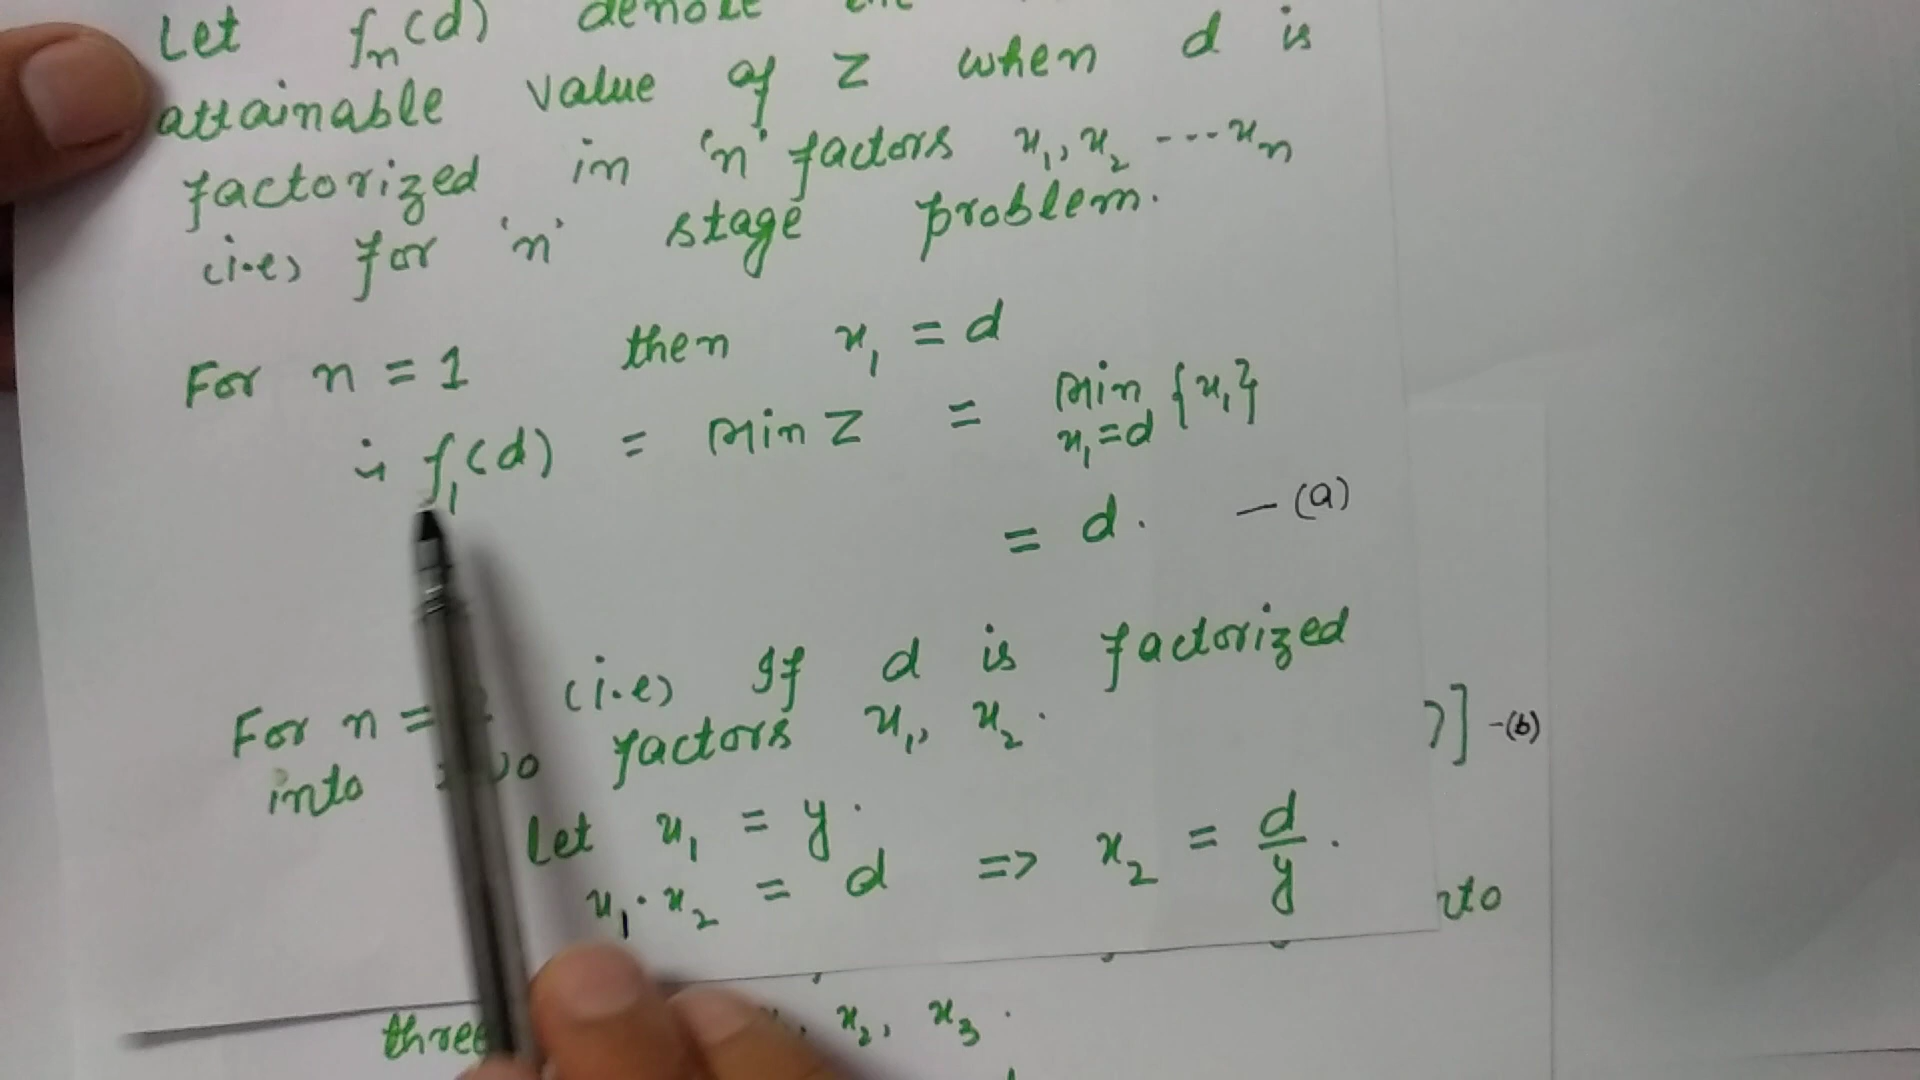 Let fₙ(d) denote
attainable value of Z when d is
factorized in 'n' factors x₁, x₂ ---xₙ
(i.e) for 'n' stage problem.
For n = 1 then x₁ = d
is f₁(d) = Min Z = Min {x₁}
x₁=d
= d. — (a)
For n = (i.e) If d is factorized
into two factors x₁, x₂.
}] -(b)
Let x₁ = y.
x₁·x₂ = d => x₂ = d/y.
three x₂, x₃.